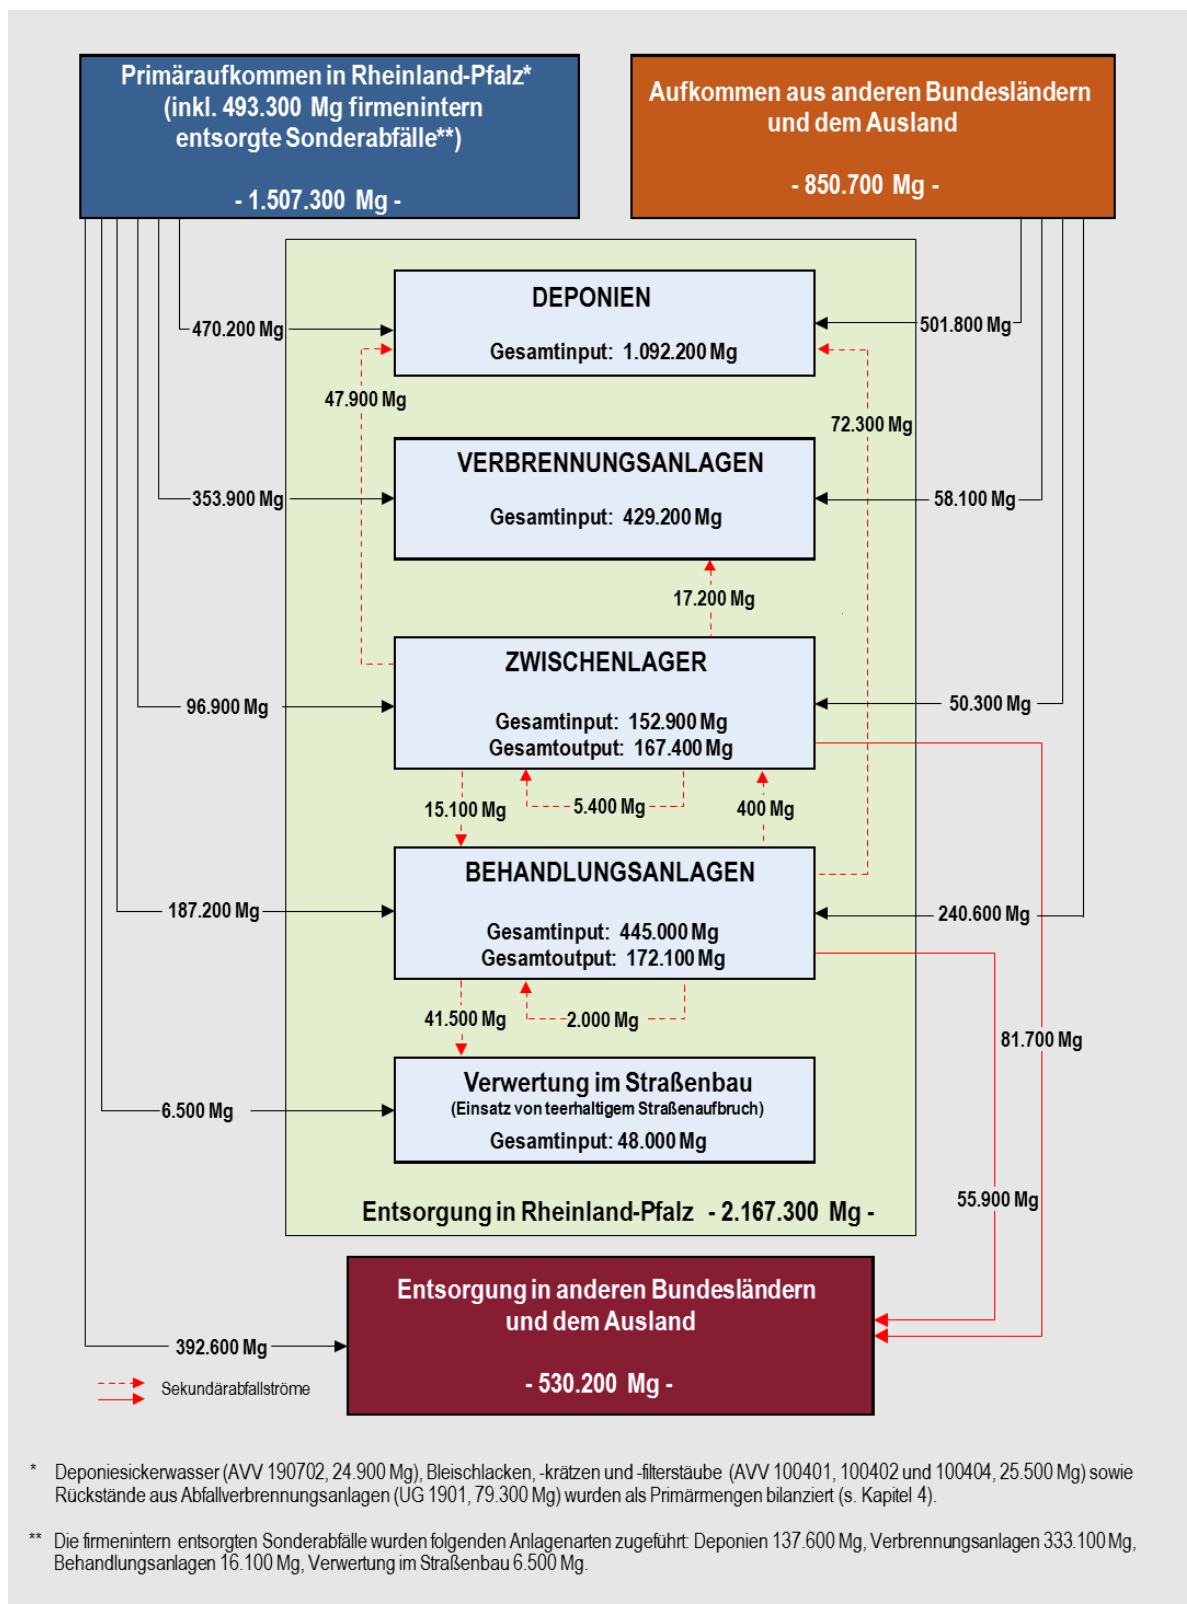 Primäraufkommen in Rheinland-Pfalz*
(inkl. 493.300 Mg firmenintern
entsorgte Sonderabfälle**)
- 1.507.300 Mg -
Aufkommen aus anderen Bundesländern
und dem Ausland
- 850.700 Mg -
DEPONIEN
Gesamtinput: 1.092.200 Mg
470.200 Mg
501.800 Mg
47.900 Mg
72.300 Mg
VERBRENNUNGSANLAGEN
Gesamtinput: 429.200 Mg
353.900 Mg
58.100 Mg
17.200 Mg
ZWISCHENLAGER
Gesamtinput: 152.900 Mg
Gesamtoutput: 167.400 Mg
96.900 Mg
50.300 Mg
15.100 Mg
5.400 Mg
400 Mg
BEHANDLUNGSANLAGEN
Gesamtinput: 445.000 Mg
Gesamtoutput: 172.100 Mg
187.200 Mg
240.600 Mg
41.500 Mg
2.000 Mg
81.700 Mg
Verwertung im Straßenbau
(Einsatz von teerhaltigem Straßenaufbruch)
Gesamtinput: 48.000 Mg
6.500 Mg
55.900 Mg
Entsorgung in Rheinland-Pfalz - 2.167.300 Mg -
Entsorgung in anderen Bundesländern
und dem Ausland
- 530.200 Mg -
392.600 Mg
Sekundärabfallströme
* Deponiesickerwasser (AVV 190702, 24.900 Mg), Bleischlacken, -krätzen und -filterstäube (AVV 100401, 100402 und 100404, 25.500 Mg) sowie
Rückstände aus Abfallverbrennungsanlagen (UG 1901, 79.300 Mg) wurden als Primärmengen bilanziert (s. Kapitel 4).
** Die firmenintern entsorgten Sonderabfälle wurden folgenden Anlagenarten zugeführt: Deponien 137.600 Mg, Verbrennungsanlagen 333.100 Mg,
Behandlungsanlagen 16.100 Mg, Verwertung im Straßenbau 6.500 Mg.